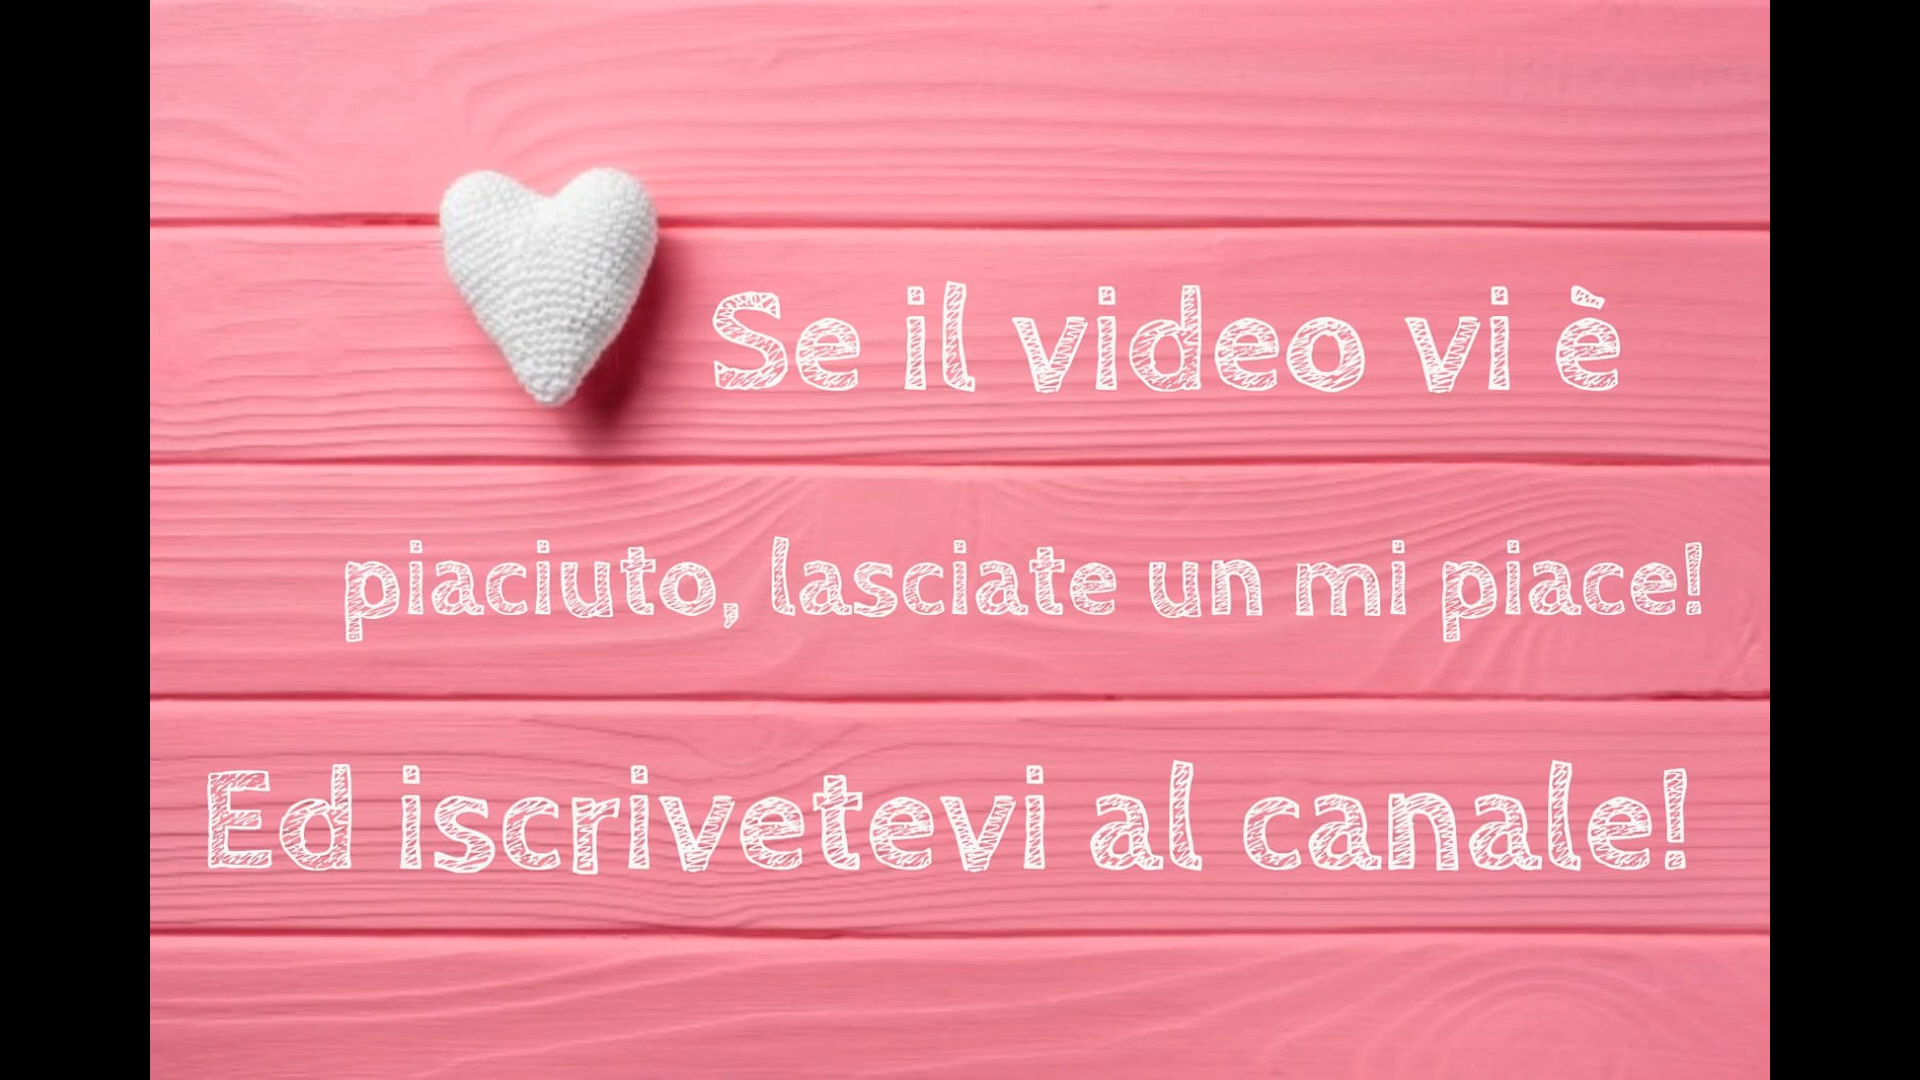 Se il video vi è
piaciuto, lasciate un mi piace!
Ed iscrivetevi al canale!